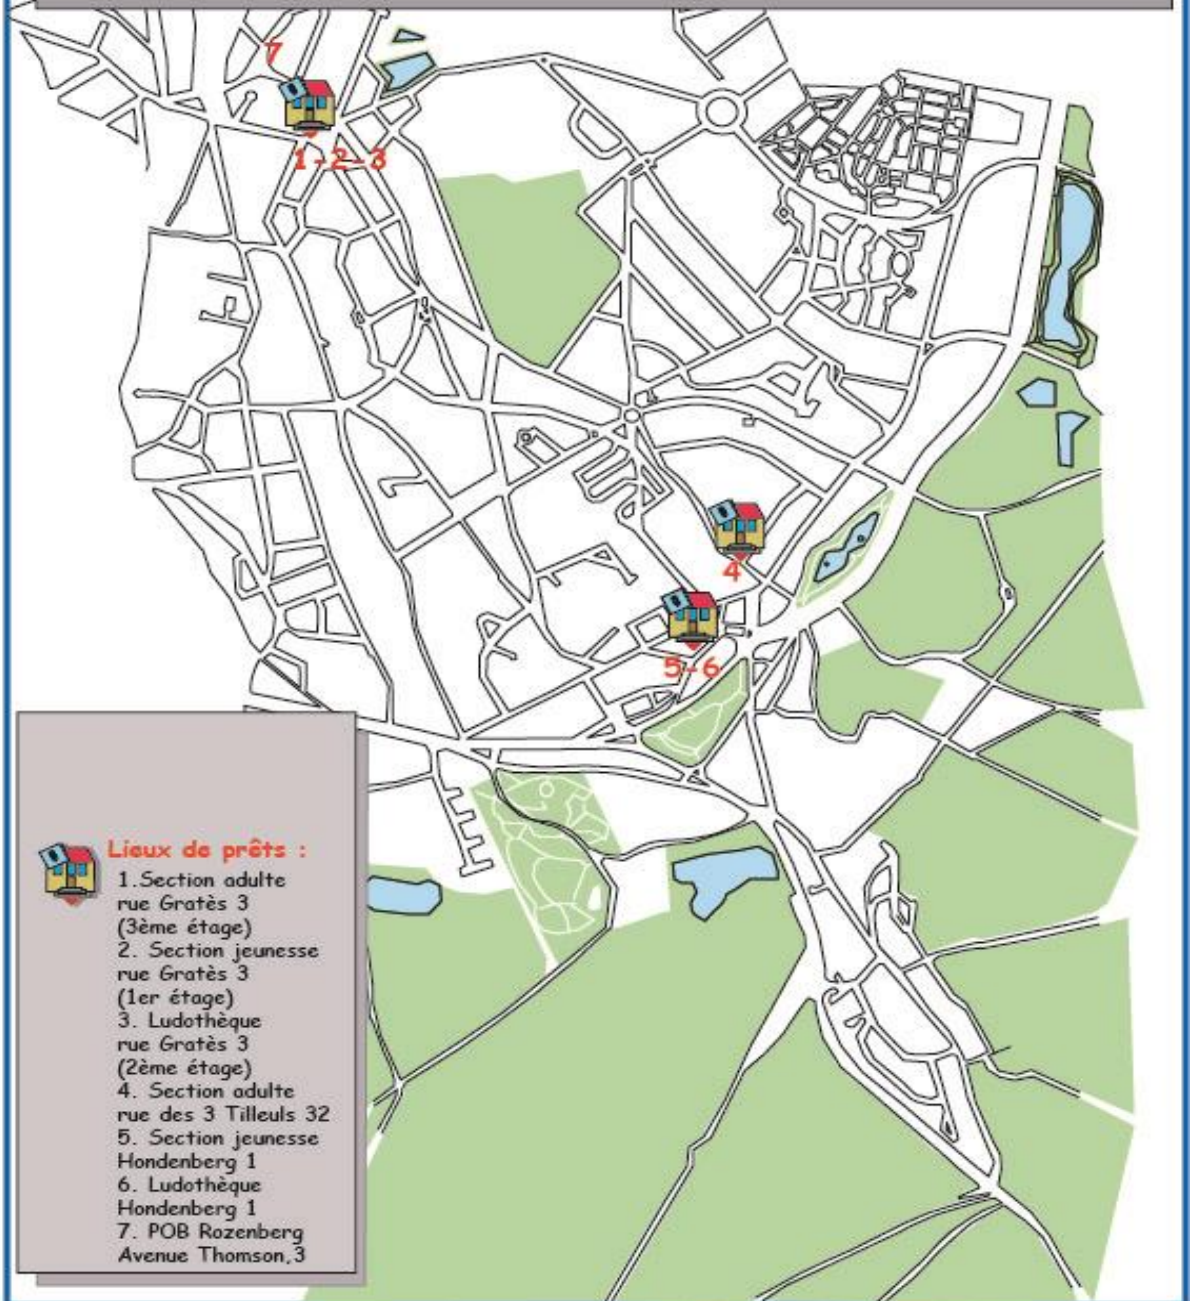 7
1-2-3
4
5-6
Lieux de prêts :
1.Section adulte
rue Gratès 3
(3ème étage)
2. Section jeunesse
rue Gratès 3
(1er étage)
3. Ludothèque
rue Gratès 3
(2ème étage)
4. Section adulte
rue des 3 Tilleuls 32
5. Section jeunesse
Hondenberg 1
6. Ludothèque
Hondenberg 1
7. POB Rozenberg
Avenue Thomson,3